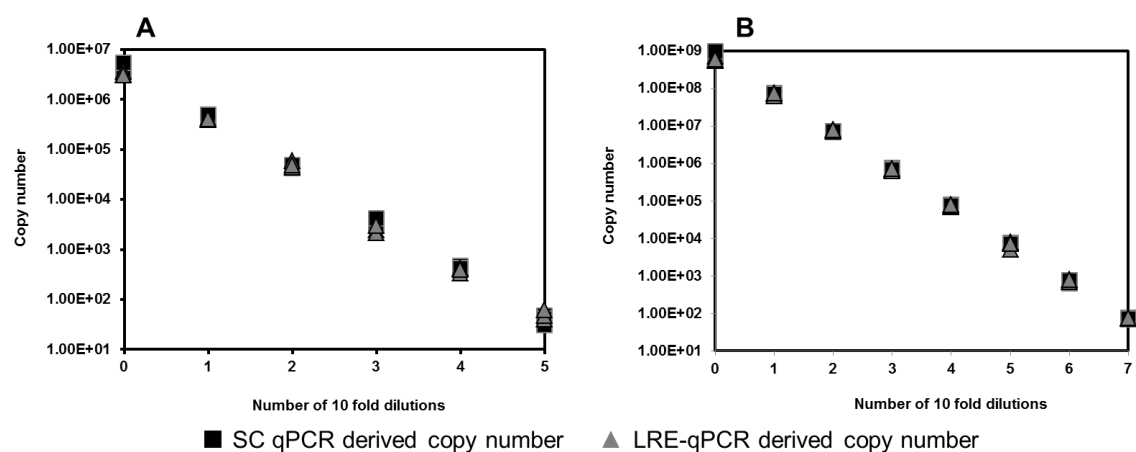 A
1.00E+07
1.00E+06
1.00E+05
1.00E+04
1.00E+03
1.00E+02
1.00E+01
Copy number
0 1 2 3 4 5
Number of 10 fold dilutions
B
1.00E+09
1.00E+08
1.00E+07
1.00E+06
1.00E+05
1.00E+04
1.00E+03
1.00E+02
1.00E+01
Copy number
0 1 2 3 4 5 6 7
Number of 10 fold dilutions
SC qPCR derived copy number
LRE-qPCR derived copy number